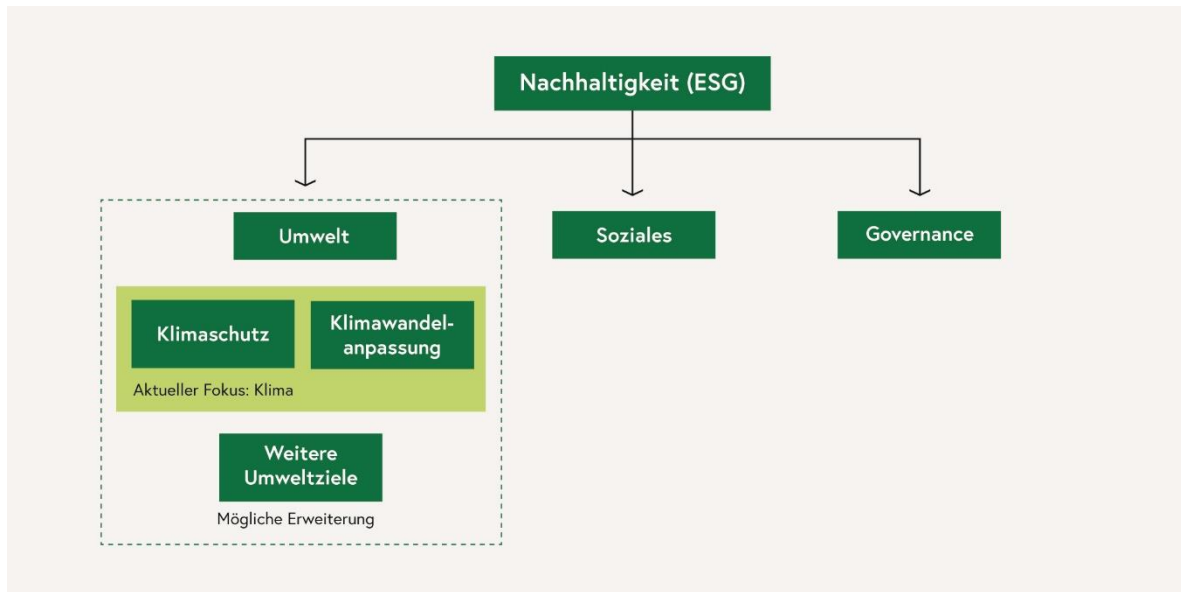 Nachhaltigkeit (ESG)
Umwelt
Soziales
Governance
Klimaschutz
Klimawandel-
anpassung
Aktueller Fokus: Klima
Weitere
Umweltziele
Mögliche Erweiterung